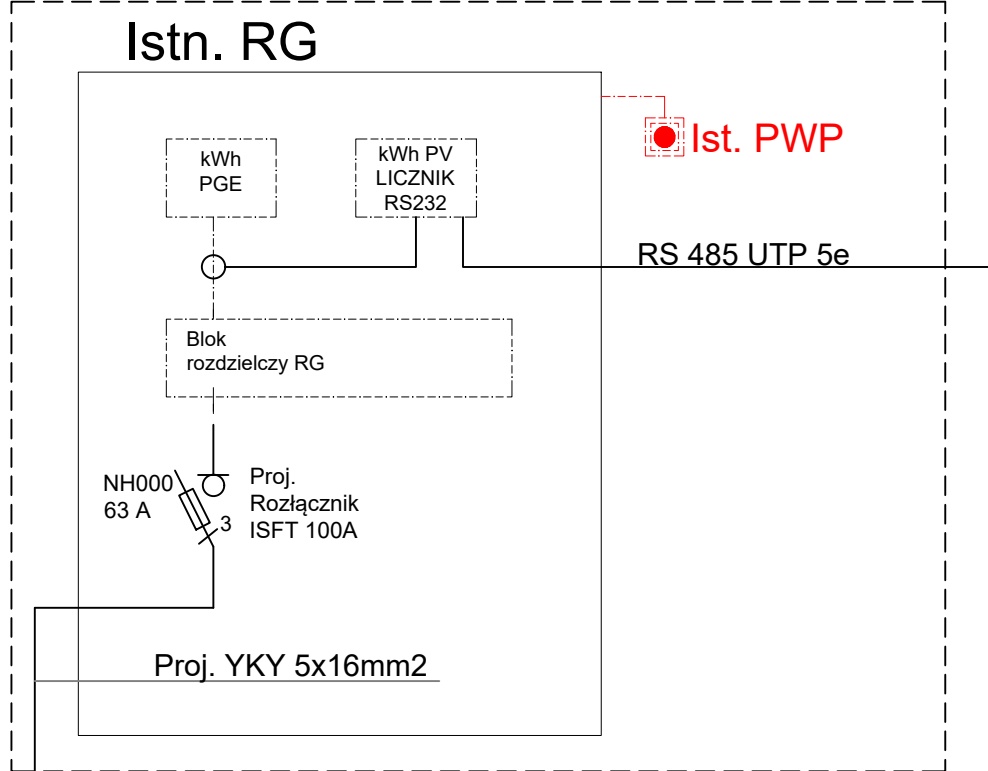 Istn. RG
Ist. PWP
kWh
PGE
kWh PV
LICZNIK
RS232
RS 485 UTP 5e
Blok
rozdzielczy RG
NH000
63 A
3
Proj.
Rozłącznik
ISFT 100A
Proj. YKY 5x16mm2